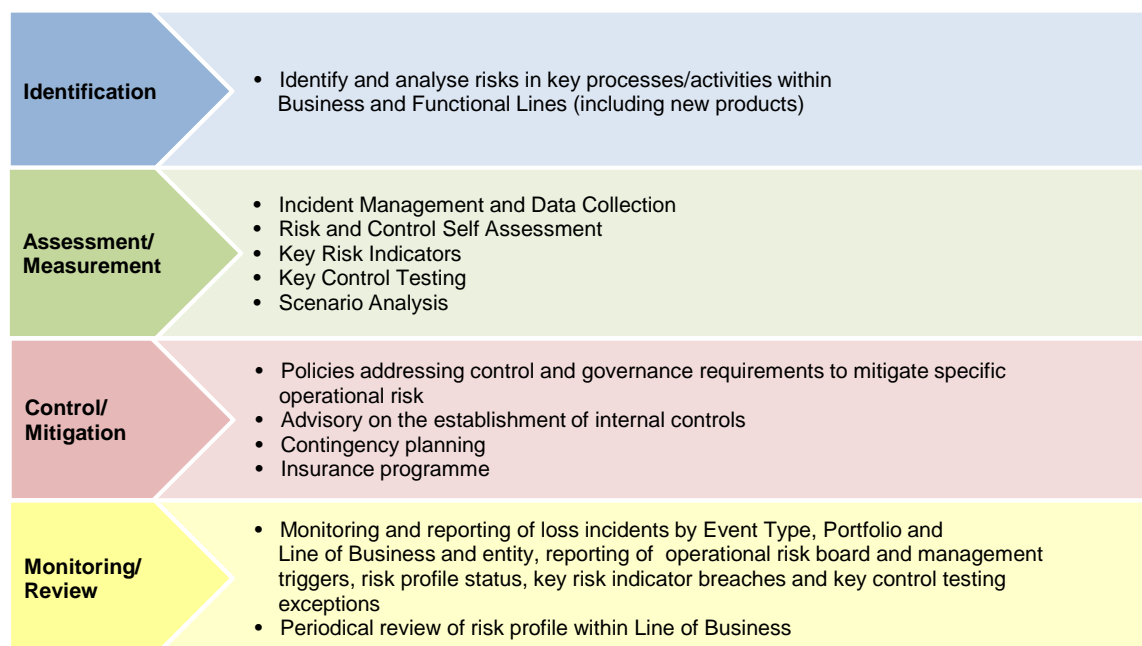 Identification
• Identify and analyse risks in key processes/activities within
Business and Functional Lines (including new products)
Assessment/
Measurement
• Incident Management and Data Collection
• Risk and Control Self Assessment
• Key Risk Indicators
• Key Control Testing
• Scenario Analysis
Control/
Mitigation
• Policies addressing control and governance requirements to mitigate specific
operational risk
• Advisory on the establishment of internal controls
• Contingency planning
• Insurance programme
Monitoring/
Review
• Monitoring and reporting of loss incidents by Event Type, Portfolio and
Line of Business and entity, reporting of operational risk board and management
triggers, risk profile status, key risk indicator breaches and key control testing
exceptions
• Periodical review of risk profile within Line of Business